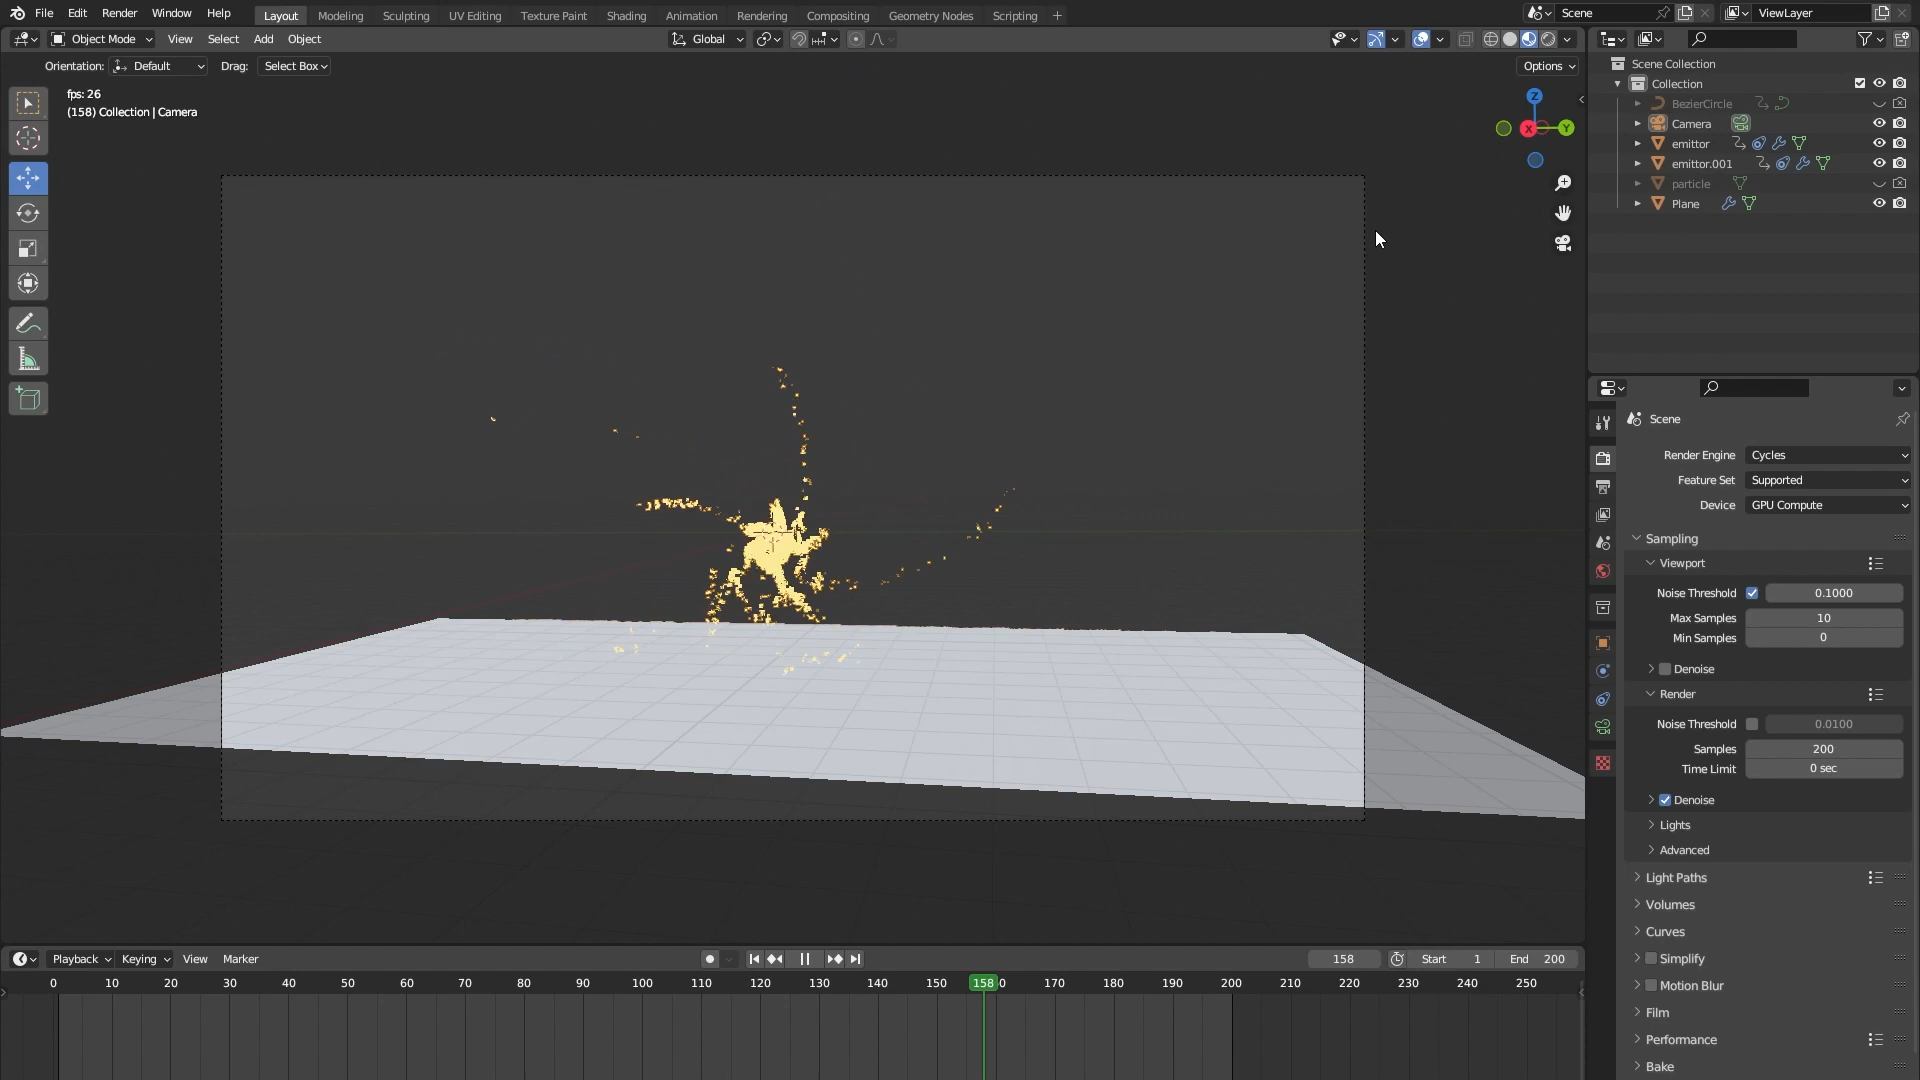 File Edit Render Window Help Layout Modeling Sculpting UV Editing Texture Paint Shading Animation Rendering Compositing Geometry Nodes Scripting + Scene ViewLayer
Object Mode View Select Add Object Global
Orientation: Default Drag: Select Box Options
fps: 26
(158) Collection | Camera
Z
X Y
Scene Collection
Collection
BezierCircle
Camera
emittor
emittor.001
particle
Plane
Scene
Render Engine Cycles
Feature Set Supported
Device GPU Compute
Sampling
Viewport
Noise Threshold 0.1000
Max Samples 10
Min Samples 0
Denoise
Render
Noise Threshold 0.0100
Samples 200
Time Limit 0 sec
Denoise
Lights
Advanced
Light Paths
Volumes
Curves
Simplify
Motion Blur
Film
Performance
Bake
Playback Keying View Marker 158 Start 1 End 200
0 10 20 30 40 50 60 70 80 90 100 110 120 130 140 150 158 0 170 180 190 200 210 220 230 240 250